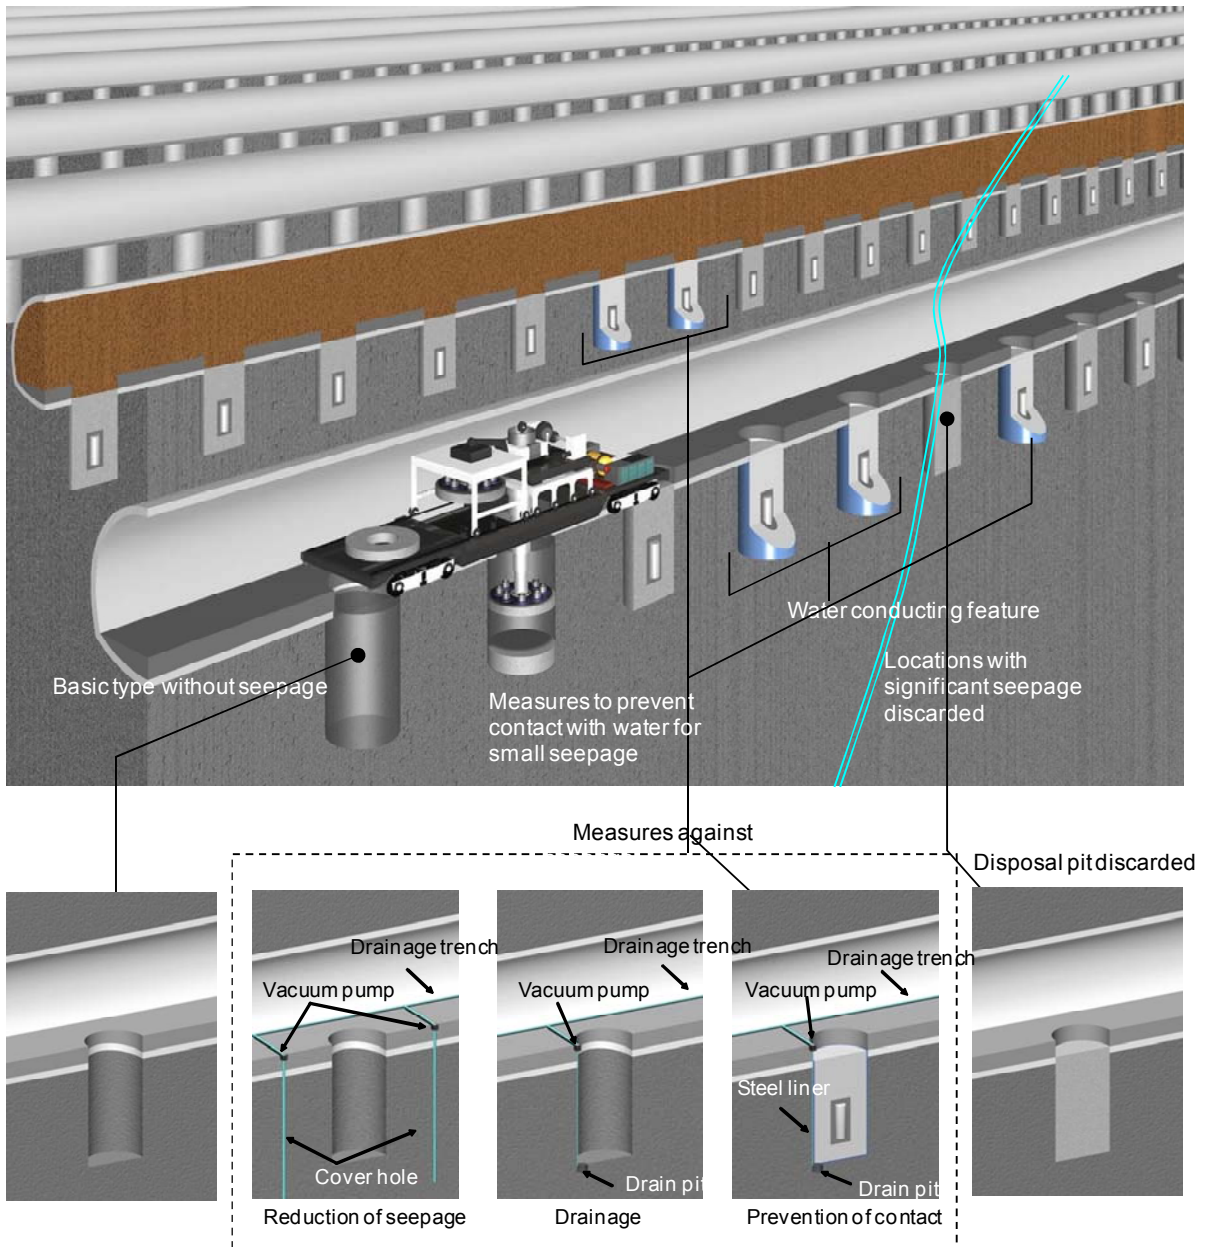 Water conducting feature
Basic type without seepage
Measures to prevent
contact with water for
small seepage
Locations with
significant seepage
discarded
Measures against
Disposal pit discarded
Drainage trench
Vacuum pump
Cover hole
Reduction of seepage
Drainage trench
Vacuum pump
Drain pit
Drainage
Drainage trench
Vacuum pump
Steel liner
Drain pit
Prevention of contact